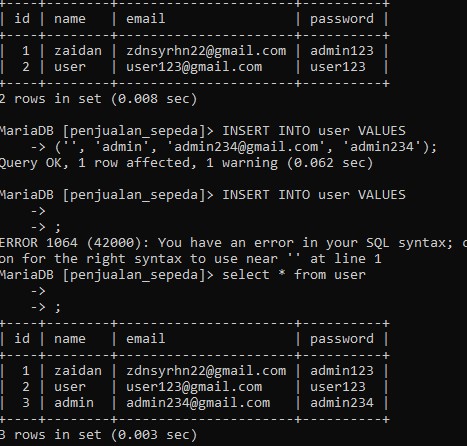 +----+--------+--------------------+----------+
| id | name   | email              | password |
+----+--------+--------------------+----------+
|  1 | zaidan | zdnsyrhn22@gmail.com | admin123 |
|  2 | user   | user123@gmail.com    | user123  |
+----+--------+--------------------+----------+
2 rows in set (0.008 sec)
MariaDB [penjualan_sepeda]> INSERT INTO user VALUES
    -> ('', 'admin', 'admin234@gmail.com', 'admin234');
Query OK, 1 row affected, 1 warning (0.062 sec)
MariaDB [penjualan_sepeda]> INSERT INTO user VALUES
    ->
    -> ;
ERROR 1064 (42000): You have an error in your SQL syntax; c
on for the right syntax to use near '' at line 1
MariaDB [penjualan_sepeda]> select * from user
    ->
    -> ;
+----+--------+----------------------+----------+
| id | name   | email                | password |
+----+--------+----------------------+----------+
|  1 | zaidan | zdnsyrhn22@gmail.com | admin123 |
|  2 | user   | user123@gmail.com    | user123  |
|  3 | admin  | admin234@gmail.com   | admin234 |
+----+--------+----------------------+----------+
3 rows in set (0.003 sec)